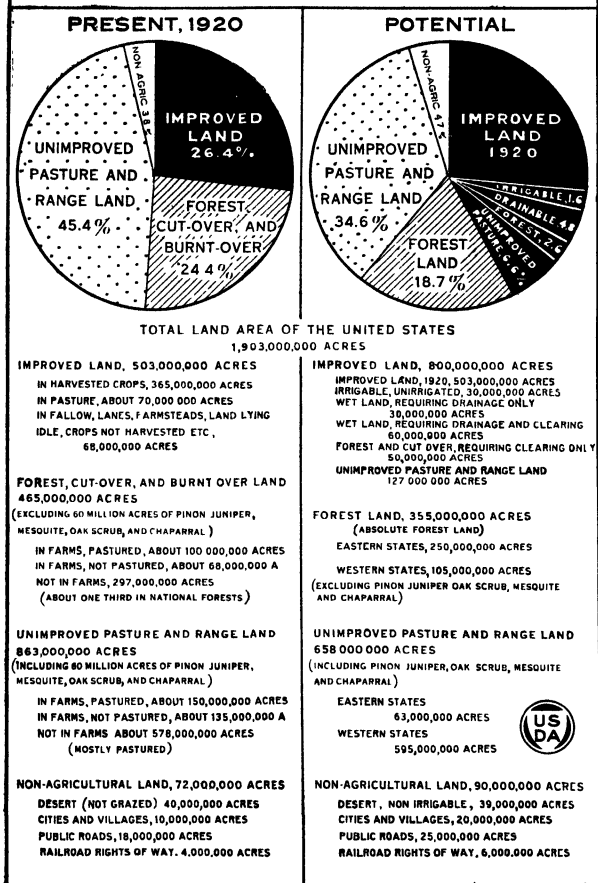 PRESENT, 1920
NON AGRIC 3.8%
IMPROVED
LAND
26.4%
UNIMPROVED
PASTURE AND
RANGE LAND
45.4%
FOREST,
CUT-OVER, AND
BURNT-OVER
24 4%
POTENTIAL
NON-AGRIC 4.7%
IMPROVED
LAND
1920
IRRIGABLE, 1.6
DRAINABLE, 4.8
FOREST, 2.6
UNIMPROVED
PASTURE, 6.6%
UNIMPROVED
PASTURE AND
RANGE LAND
34.6%
FOREST
LAND
18.7%
TOTAL LAND AREA OF THE UNITED STATES
1,903,000,000 ACRES
IMPROVED LAND, 503,000,000 ACRES
IN HARVESTED CROPS, 365,000,000 ACRES
IN PASTURE, ABOUT 70,000 000 ACRES
IN FALLOW, LANES, FARMSTEADS, LAND LYING
IDLE, CROPS NOT HARVESTED ETC,
68,000,000 ACRES
FOREST, CUT-OVER, AND BURNT OVER LAND
465,000,000 ACRES
(EXCLUDING 60 MILLION ACRES OF PINON JUNIPER,
MESQUITE, OAK SCRUB, AND CHAPARRAL)
IN FARMS, PASTURED, ABOUT 100 000,000 ACRES
IN FARMS, NOT PASTURED, ABOUT 68,000,000 A
NOT IN FARMS, 297,000,000 ACRES
(ABOUT ONE THIRD IN NATIONAL FORESTS)
UNIMPROVED PASTURE AND RANGE LAND
863,000,000 ACRES
(INCLUDING 60 MILLION ACRES OF PINON JUNIPER,
MESQUITE, OAK SCRUB, AND CHAPARRAL)
IN FARMS, PASTURED, ABOUT 150,000,000 ACRES
IN FARMS, NOT PASTURED, ABOUT 135,000,000 A
NOT IN FARMS ABOUT 578,000,000 ACRES
(MOSTLY PASTURED)
NON-AGRICULTURAL LAND, 72,000,000 ACRES
DESERT (NOT GRAZED) 40,000,000 ACRES
CITIES AND VILLAGES, 10,000,000 ACRES
PUBLIC ROADS, 18,000,000 ACRES
RAILROAD RIGHTS OF WAY. 4,000,000 ACRES
IMPROVED LAND, 800,000,000 ACRES
IMPROVED LAND, 1920, 503,000,000 ACRES
IRRIGABLE, UNIRRIGATED, 30,000,000 ACRES
WET LAND, REQUIRING DRAINAGE ONLY
30,000,000 ACRES
WET LAND, REQUIRING DRAINAGE AND CLEARING
60,000,000 ACRES
FOREST AND CUT OVER, REQUIRING CLEARING ONLY
50,000,000 ACRES
UNIMPROVED PASTURE AND RANGE LAND
127 000 000 ACRES
FOREST LAND, 355,000,000 ACRES
(ABSOLUTE FOREST LAND)
EASTERN STATES, 250,000,000 ACRES
WESTERN STATES, 105,000,000 ACRES
(EXCLUDING PINON JUNIPER OAK SCRUB, MESQUITE
AND CHAPARRAL)
UNIMPROVED PASTURE AND RANGE LAND
658 000 000 ACRES
(INCLUDING PINON JUNIPER, OAK SCRUB, MESQUITE
AND CHAPARRAL)
EASTERN STATES
63,000,000 ACRES
WESTERN STATES
595,000,000 ACRES
US
DA
NON-AGRICULTURAL LAND, 90,000,000 ACRES
DESERT, NON IRRIGABLE, 39,000,000 ACRES
CITIES AND VILLAGES, 20,000,000 ACRES
PUBLIC ROADS, 25,000,000 ACRES
RAILROAD RIGHTS OF WAY, 6,000.000 ACRES